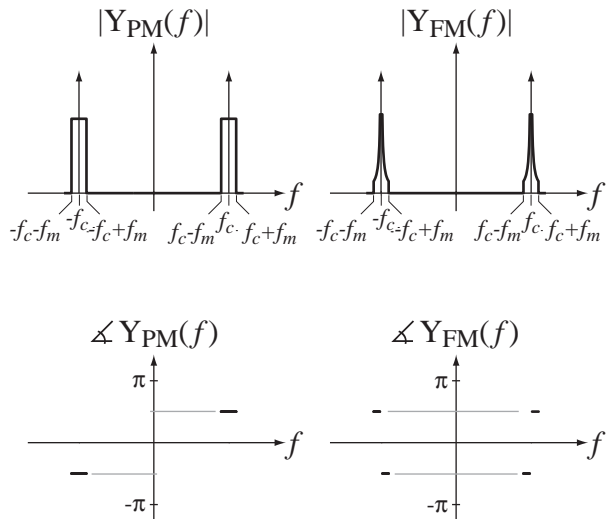 |Y_PM(f)|
|Y_FM(f)|
f
f
-f_c-f_m
-f_c
-f_c+f_m
f_c-f_m
f_c
f_c+f_m
-f_c-f_m
-f_c
-f_c+f_m
f_c-f_m
f_c
f_c+f_m
∡ Y_PM(f)
∡ Y_FM(f)
π
π
f
f
-π
-π